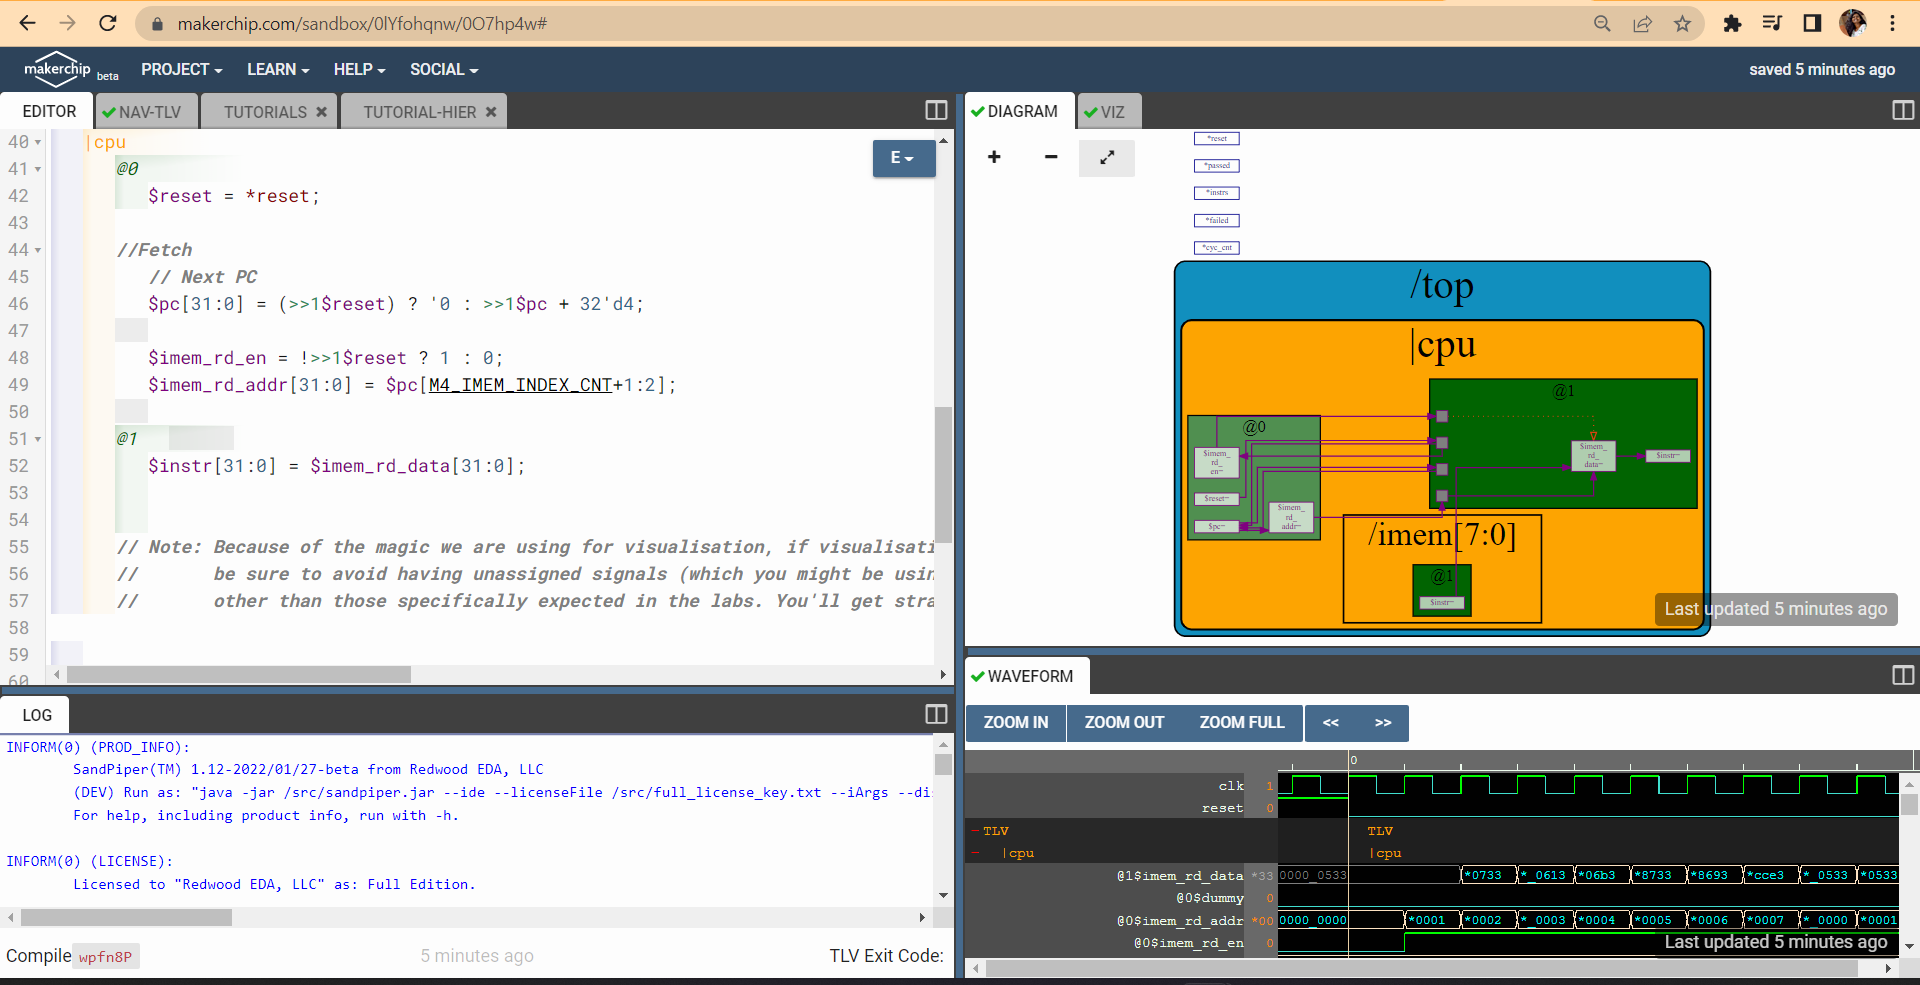 makerchip.com/sandbox/0lYfohqnw/0O7hp4w#
makerchip beta PROJECT LEARN HELP SOCIAL saved 5 minutes ago
EDITOR NAV-TLV TUTORIALS TUTORIAL-HIER
40 |cpu
41 @0
42 $reset = *reset;
43
44 //Fetch
45 // Next PC
46 $pc[31:0] = (>>1$reset) ? '0 : >>1$pc + 32'd4;
47
48 $imem_rd_en = !>>1$reset ? 1 : 0;
49 $imem_rd_addr[31:0] = $pc[M4_IMEM_INDEX_CNT+1:2];
50
51 @1
52 $instr[31:0] = $imem_rd_data[31:0];
53
54
55 // Note: Because of the magic we are using for visualisation, if visualisati
56 // be sure to avoid having unassigned signals (which you might be usin
57 // other than those specifically expected in the labs. You'll get stra
58
59
60
E
LOG
INFORM(0) (PROD_INFO):
SandPiper(TM) 1.12-2022/01/27-beta from Redwood EDA, LLC
(DEV) Run as: "java -jar /src/sandpiper.jar --ide --licenseFile /src/full_license_key.txt --iArgs --di
For help, including product info, run with -h.
INFORM(0) (LICENSE):
Licensed to "Redwood EDA, LLC" as: Full Edition.
Compile wpfn8P 5 minutes ago TLV Exit Code:
DIAGRAM VIZ
*reset
*passed
*instrs
*failed
*cyc_cnt
/top
|cpu
@1
@0
$imem_
rd_
en~
$reset~
$pc~
$imem_
rd_
addr~
$imem_
rd_
data~
$instr~
/imem[7:0]
@1
$instr~
Last updated 5 minutes ago
WAVEFORM
ZOOM IN ZOOM OUT ZOOM FULL << >>
0
clk 1
reset 0
TLV TLV
|cpu |cpu
@1$imem_rd_data *33 0000_0533 *0733 *_0613 *06b3 *8733 *8693 *cce3 *_0533 *0533
@0$dummy 0
@0$imem_rd_addr *00 0000_0000 *0001 *0002 *_0003 *0004 *0005 *0006 *0007 *_0000 *0001
@0$imem_rd_en 0
Last updated 5 minutes ago